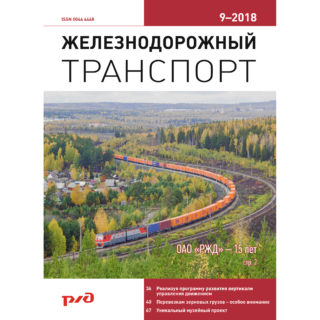 ISSN 0044 4448
9–2018
ЖЕЛЕЗНОДОРОЖНЫЙ
ТРАНСПОРТ
ОАО «РЖД» – 15 лет
стр. 2
34 Реализуя программу развития вертикали
управления движением
40 Перевозкам зерновых грузов – особое внимание
67 Уникальный музейный проект
РЖД